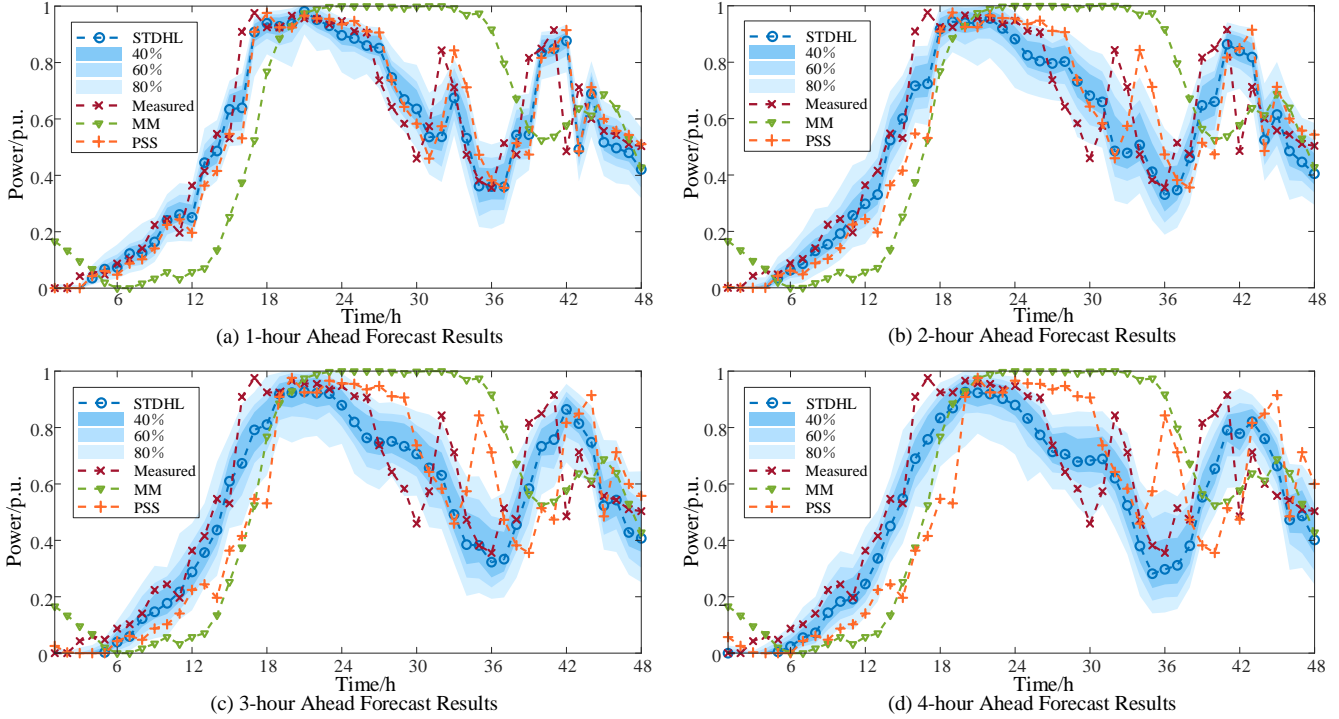 1
0.8
0.6
0.4
0.2
0
Power/p.u.
STDHL
40%
60%
80%
Measured
MM
PSS
6 12 18 24 30 36 42 48
Time/h
(a) 1-hour Ahead Forecast Results
1
0.8
0.6
0.4
0.2
0
Power/p.u.
STDHL
40%
60%
80%
Measured
MM
PSS
6 12 18 24 30 36 42 48
Time/h
(b) 2-hour Ahead Forecast Results
1
0.8
0.6
0.4
0.2
0
Power/p.u.
STDHL
40%
60%
80%
Measured
MM
PSS
6 12 18 24 30 36 42 48
Time/h
(c) 3-hour Ahead Forecast Results
1
0.8
0.6
0.4
0.2
0
Power/p.u.
STDHL
40%
60%
80%
Measured
MM
PSS
6 12 18 24 30 36 42 48
Time/h
(d) 4-hour Ahead Forecast Results